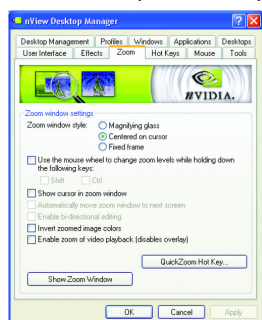 nView Desktop Manager
Desktop Management Profiles Windows Applications Desktops
User Interface Effects Zoom Hot Keys Mouse Tools
NVIDIA.
Zoom window settings
Zoom window style: Magnifying glass
Centered on cursor
Fixed frame
Use the mouse wheel to change zoom levels while holding down
the following keys:
Shift Ctrl
Show cursor in zoom window
Automatically move zoom window to next screen
Enable bi-directional editing
Invert zoomed image colors
Enable zoom of video playback (disables overlay)
QuickZoom Hot Key...
Show Zoom Window
OK Cancel Apply